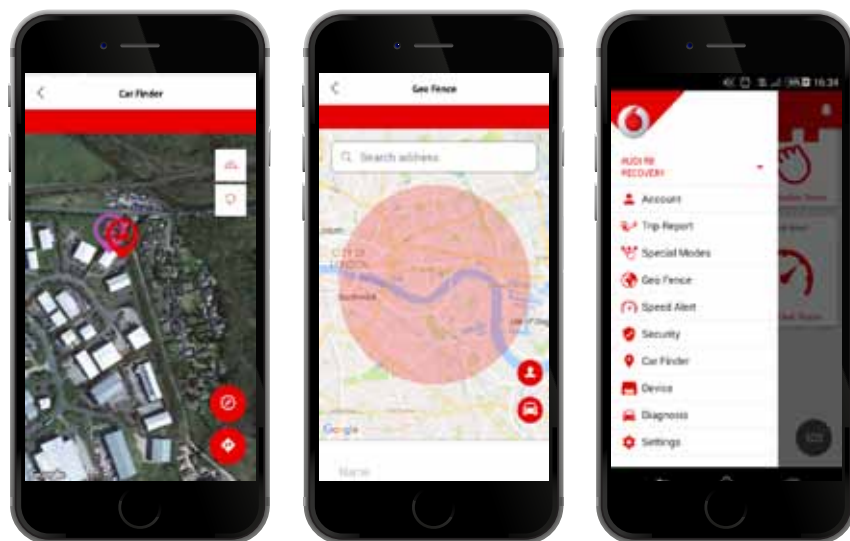 Car Finder
Geo Fence
Search address
CITY OF
LONDON
Southwark
Google
Name
16:34
AUDI R8
RECOVERY
Account
Trip Report
Special Modes
Geo Fence
Speed Alert
Security
Car Finder
Device
Diagnosis
Settings